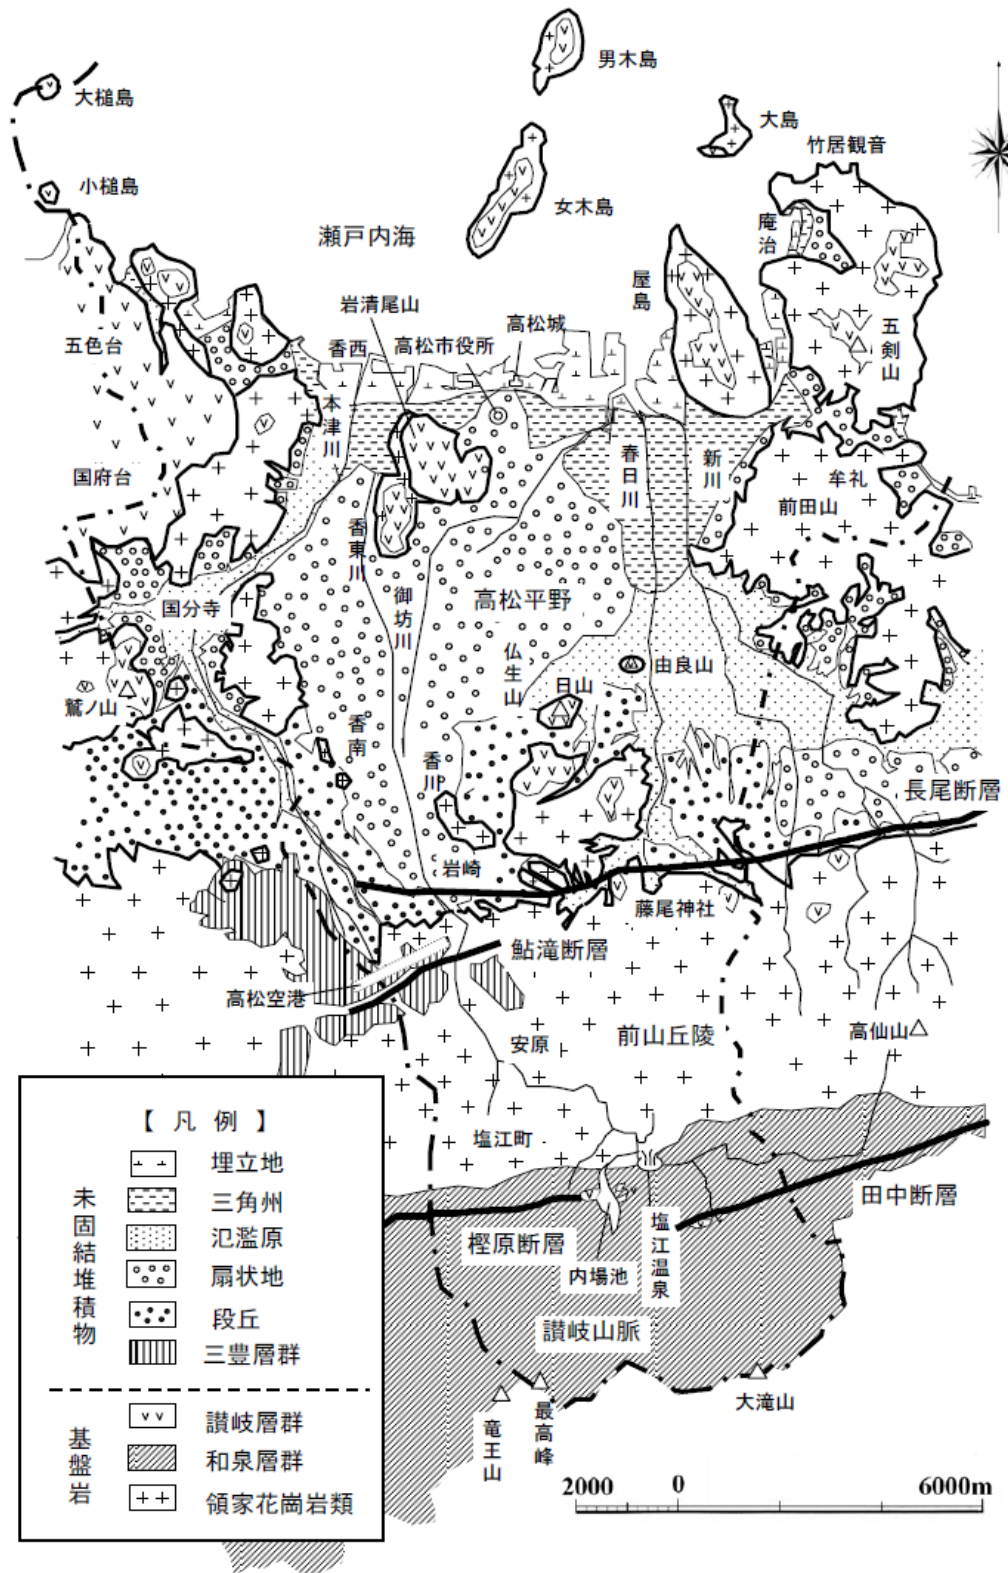 男木島
大槌島
大島
竹居観音
小槌島
女木島
庵治
瀬戸内海
屋島
岩清尾山
高松城
五色台
香西
高松市役所
五剣山
本津川
春日川
新川
国府台
牟礼
前田山
香東川
御坊川
高松平野
国分寺
仏生山
由良山
日山
鷲ノ山
香南
香川
長尾断層
岩崎
藤尾神社
鮎滝断層
高松空港
安原
前山丘陵
高仙山
塩江町
田中断層
樫原断層
塩江温泉
内場池
讃岐山脈
大滝山
竜王山
最高峰
【 凡 例 】
未固結堆積物
埋立地
三角州
氾濫原
扇状地
段丘
三豊層群
基盤岩
讃岐層群
和泉層群
領家花崗岩類
2000 0 6000m